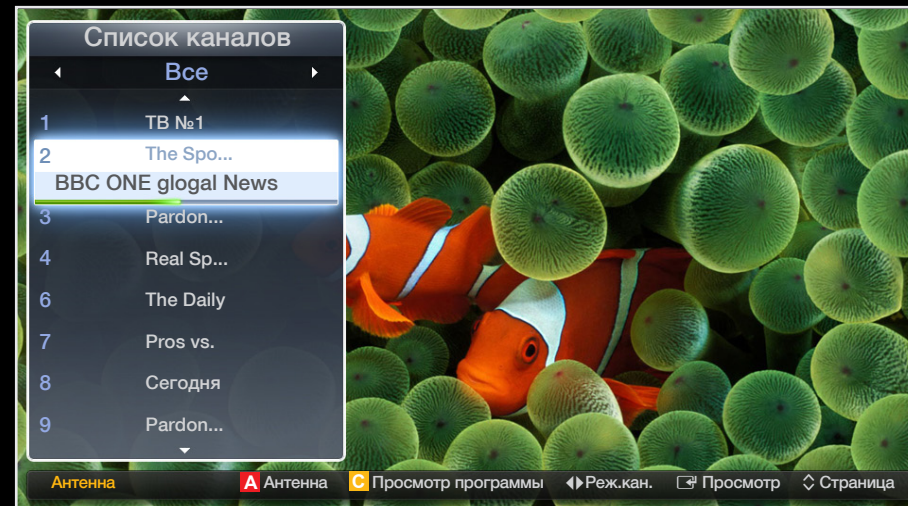 Список каналов
Все
1 ТВ №1
2 The Spo...
BBC ONE glogal News
3 Pardon...
4 Real Sp...
6 The Daily
7 Pros vs.
8 Сегодня
9 Pardon...
Антенна A Антенна C Просмотр программы Реж.кан. Просмотр Страница